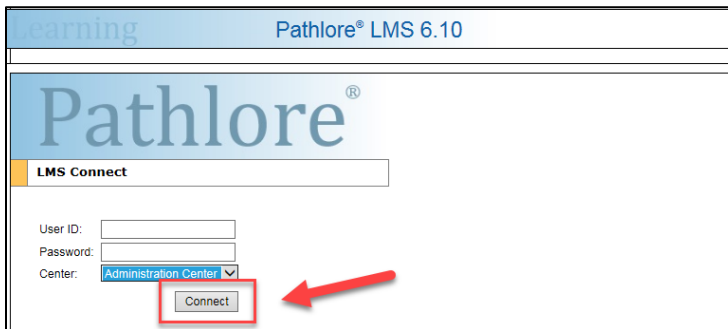 Learning
Pathlore® LMS 6.10
Pathlore®
LMS Connect
User ID:
Password:
Center: Administration Center
Connect